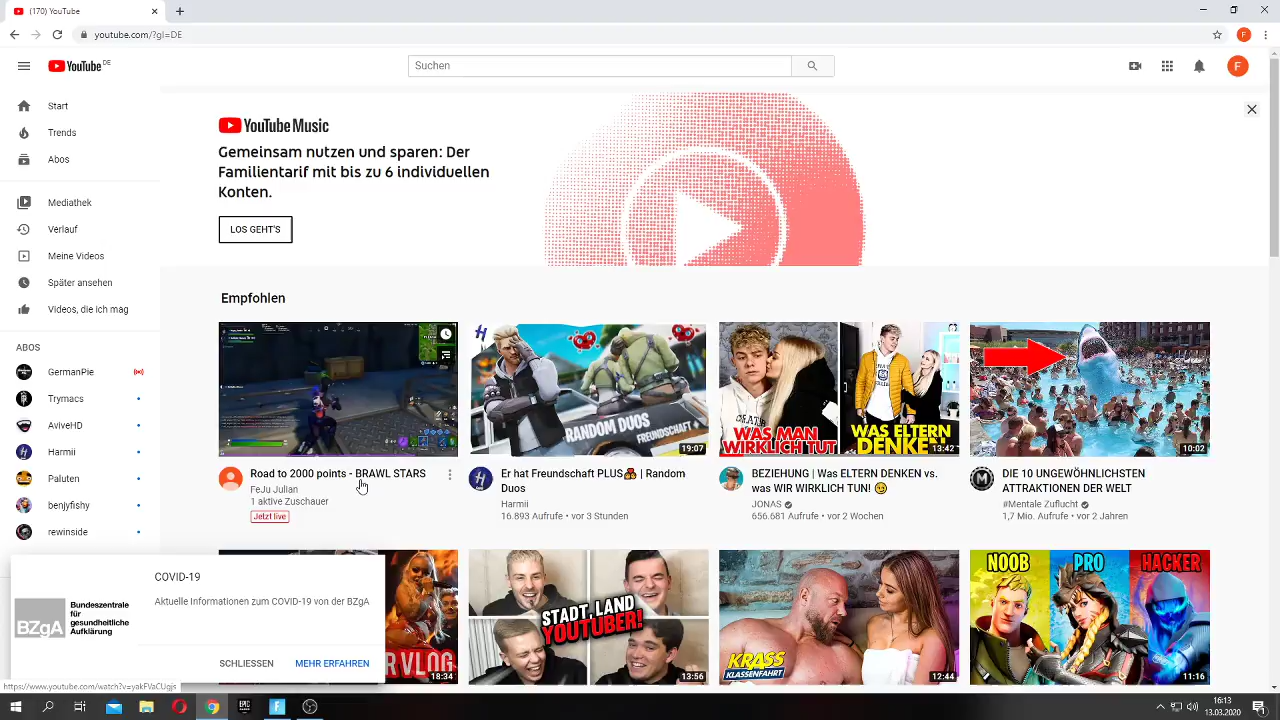 (170) YouTube
youtube.com/?gl=DE
F
YouTube DE
Suchen
F
Start
Trends
Abos
Mediathek
Verlauf
Meine Videos
Später ansehen
Videos, die ich mag
ABOS
GermanPie
Trymacs
AviveHD
Harmii
Paluten
benjyfishy
rewinside
YouTube Music
Gemeinsam nutzen und sparen: Der
Familientarif mit bis zu 6 individuellen
Konten.
LOS GEHT'S
Empfohlen
Road to 2000 points - BRAWL STARS
FeJu Julian
1 aktive Zuschauer
Jetzt live
RANDOM DUOS
FREUNDSCHAFT +
19:07
Er hat Freundschaft PLUS | Random
Duos
Harmii
16.893 Aufrufe • vor 3 Stunden
WAS MAN
WIRKLICH TUT
WAS ELTERN
DENKEN
13:42
BEZIEHUNG | Was ELTERN DENKEN vs.
was WIR WIRKLICH TUN!
JONAS
656.681 Aufrufe • vor 2 Wochen
10:02
DIE 10 UNGEWÖHNLICHSTEN
ATTRAKTIONEN DER WELT
#Mentale Zuflucht
1,7 Mio. Aufrufe • vor 2 Jahren
COVID-19
Aktuelle Informationen zum COVID-19 von der BZgA
BZgA
Bundeszentrale
für
gesundheitliche
Aufklärung
SCHLIESSEN
MEHR ERFAHREN
R VLOG
18:34
STADT, LAND
YOUTUBER!
13:56
KRASS
KLASSENFAHRT
12:44
NOOB
PRO
HACKER
11:16
https://www.youtube.com/watch?v=yakFVaCUgjs
16:13
13.03.2020